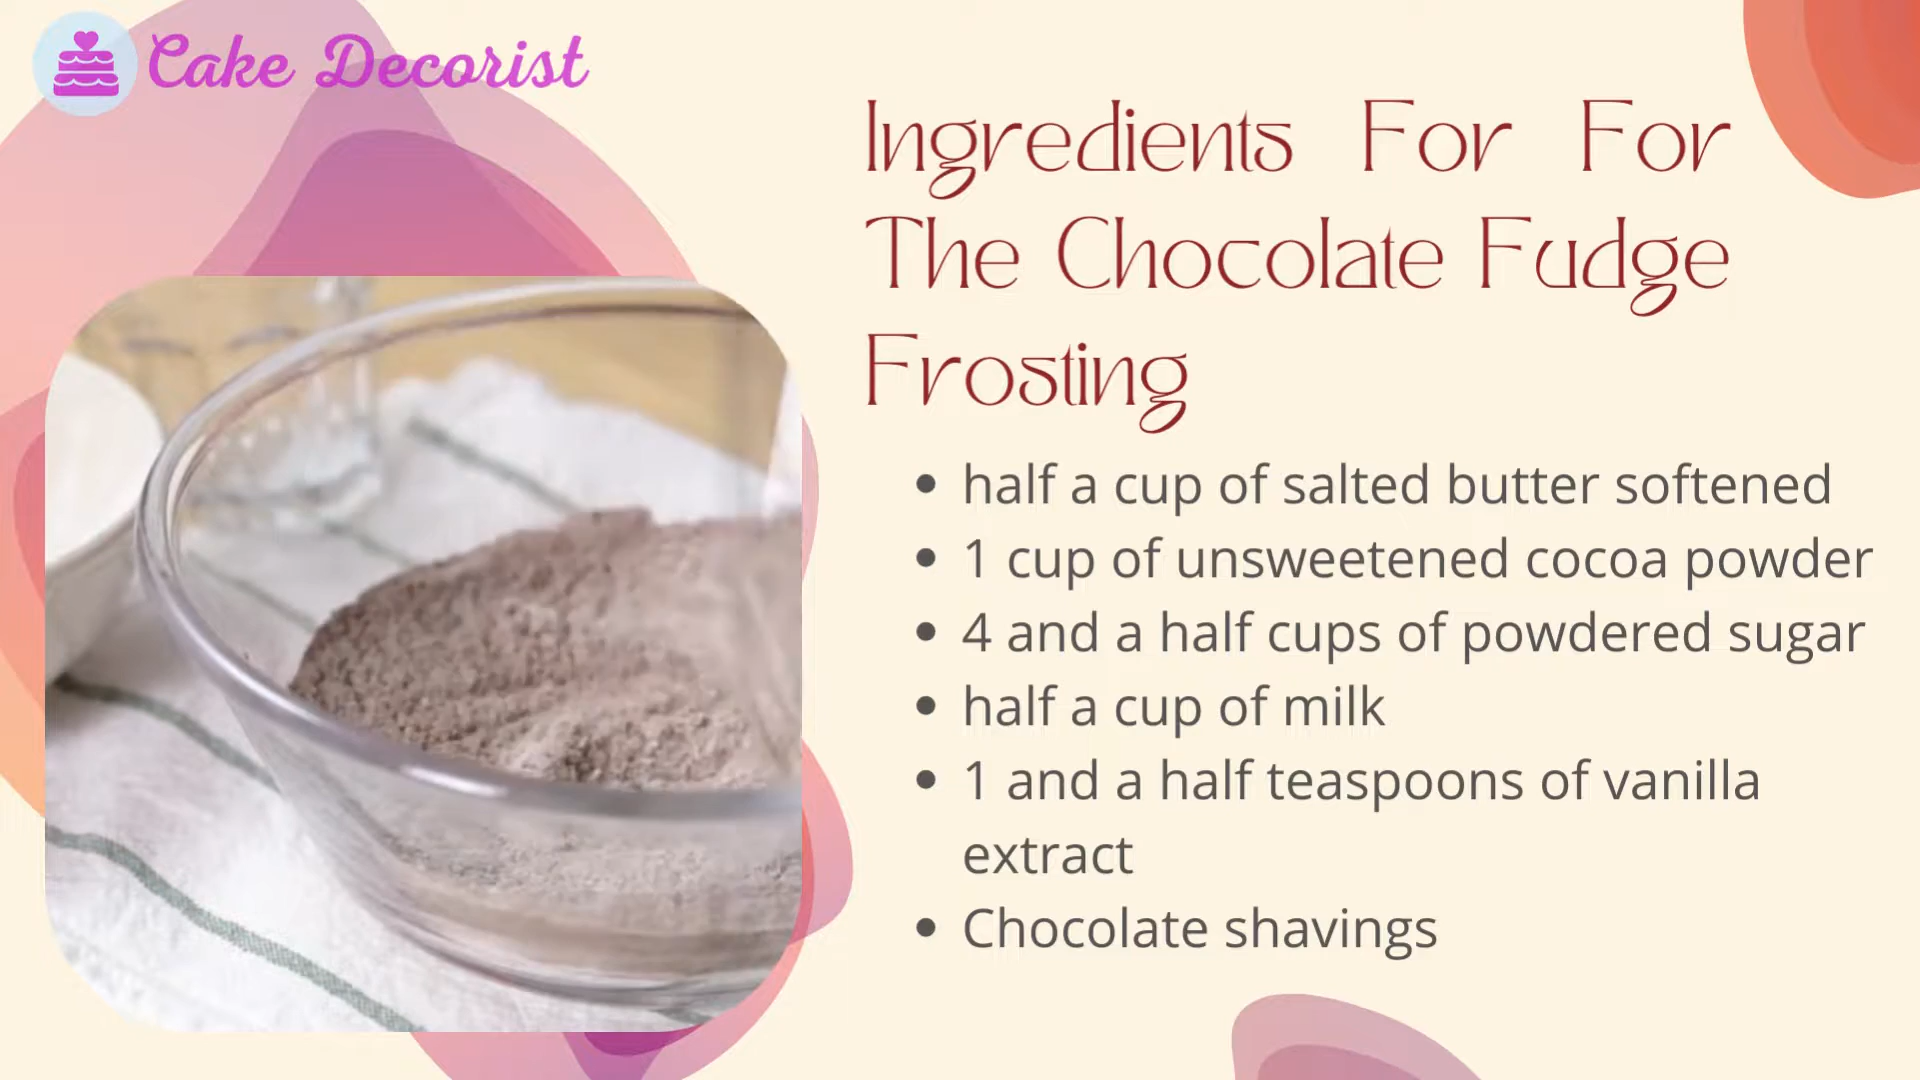 Cake Decorist
Ingredients For For
The Chocolate Fudge
Frosting
• half a cup of salted butter softened
• 1 cup of unsweetened cocoa powder
• 4 and a half cups of powdered sugar
• half a cup of milk
• 1 and a half teaspoons of vanilla
extract
• Chocolate shavings